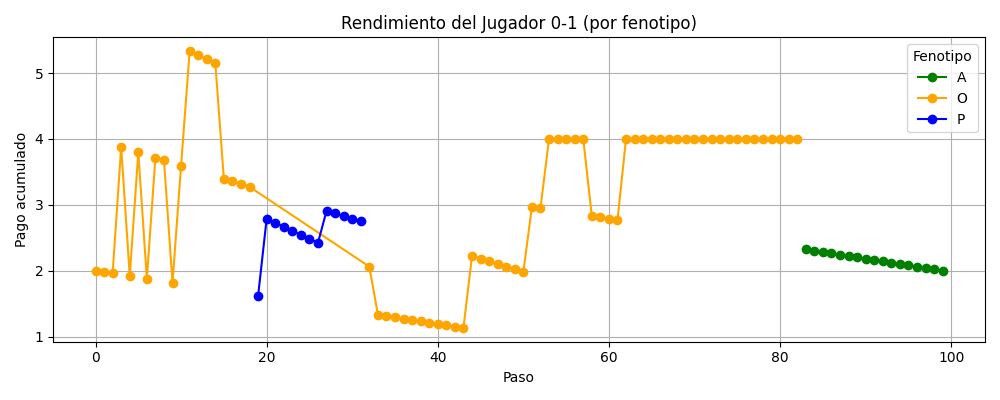 Rendimiento del Jugador 0-1 (por fenotipo)
Pago acumulado
5
4
3
2
1
Fenotipo
A
O
P
0 20 40 60 80 100
Paso